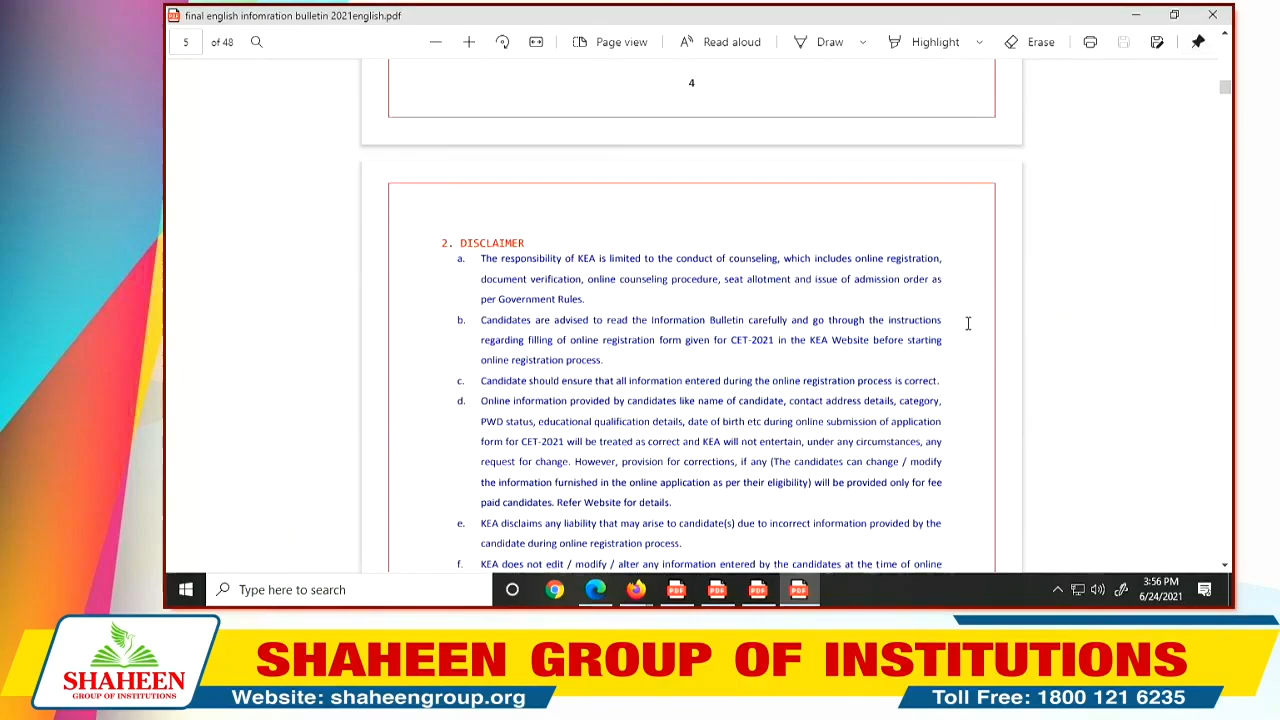 final english infomration bulletin 2021english.pdf
5 of 48 Page view Read aloud Draw Highlight Erase
4
2. DISCLAIMER
a. The responsibility of KEA is limited to the conduct of counseling, which includes online registration,
document verification, online counseling procedure, seat allotment and issue of admission order as
per Government Rules.
b. Candidates are advised to read the Information Bulletin carefully and go through the instructions
regarding filling of online registration form given for CET-2021 in the KEA Website before starting
online registration process.
c. Candidate should ensure that all information entered during the online registration process is correct.
d. Online information provided by candidates like name of candidate, contact address details, category,
PWD status, educational qualification details, date of birth etc during online submission of application
form for CET-2021 will be treated as correct and KEA will not entertain, under any circumstances, any
request for change. However, provision for corrections, if any (The candidates can change / modify
the information furnished in the online application as per their eligibility) will be provided only for fee
paid candidates. Refer Website for details.
e. KEA disclaims any liability that may arise to candidate(s) due to incorrect information provided by the
candidate during online registration process.
f. KEA does not edit / modify / alter any information entered by the candidates at the time of online
Type here to search
PDF PDF PDF PDF
3:56 PM
6/24/2021
SHAHEEN
GROUP OF INSTITUTIONS
SHAHEEN GROUP OF INSTITUTIONS
Website: shaheengroup.org
Toll Free: 1800 121 6235